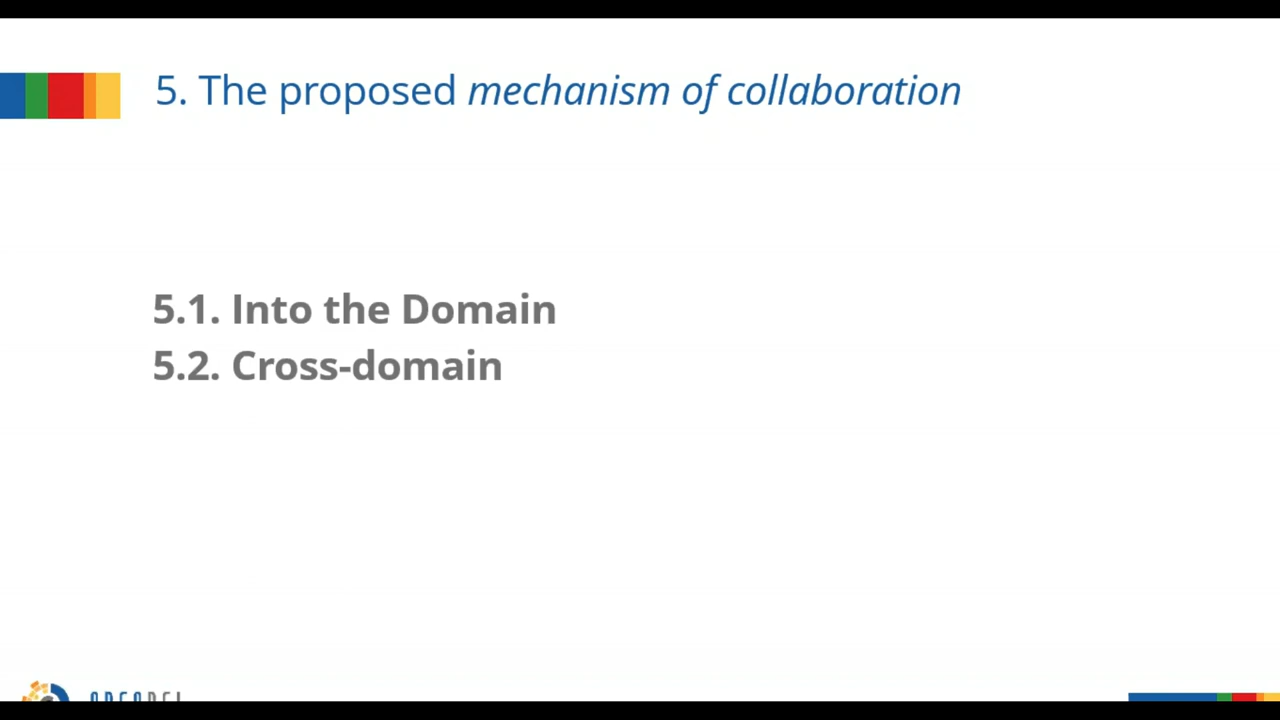 5. The proposed mechanism of collaboration
5.1. Into the Domain
5.2. Cross-domain